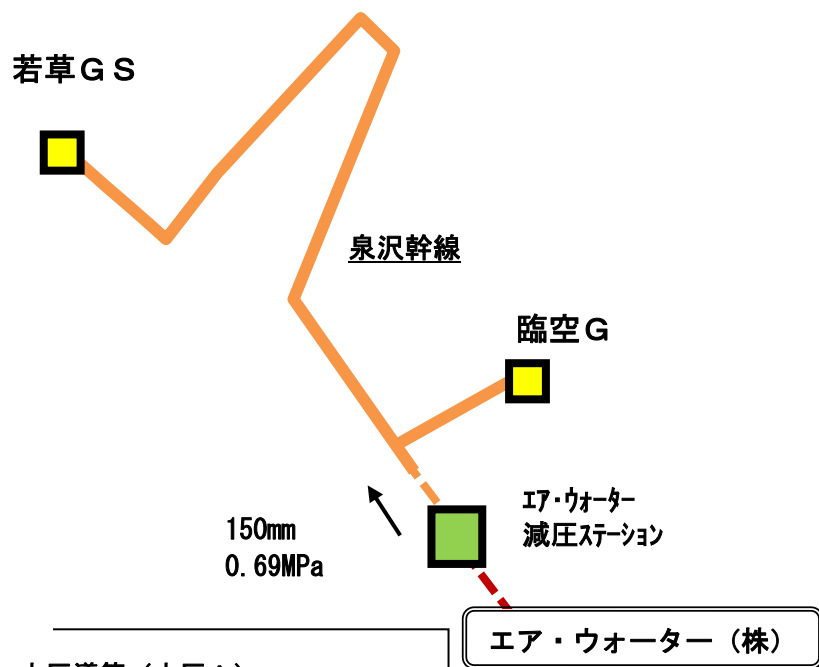 若草ＧＳ
泉沢幹線
臨空Ｇ
ｴｱ･ｳｫｰﾀｰ
減圧ｽﾃｰｼｮﾝ
150mm
0.69MPa
エア・ウォーター（株）